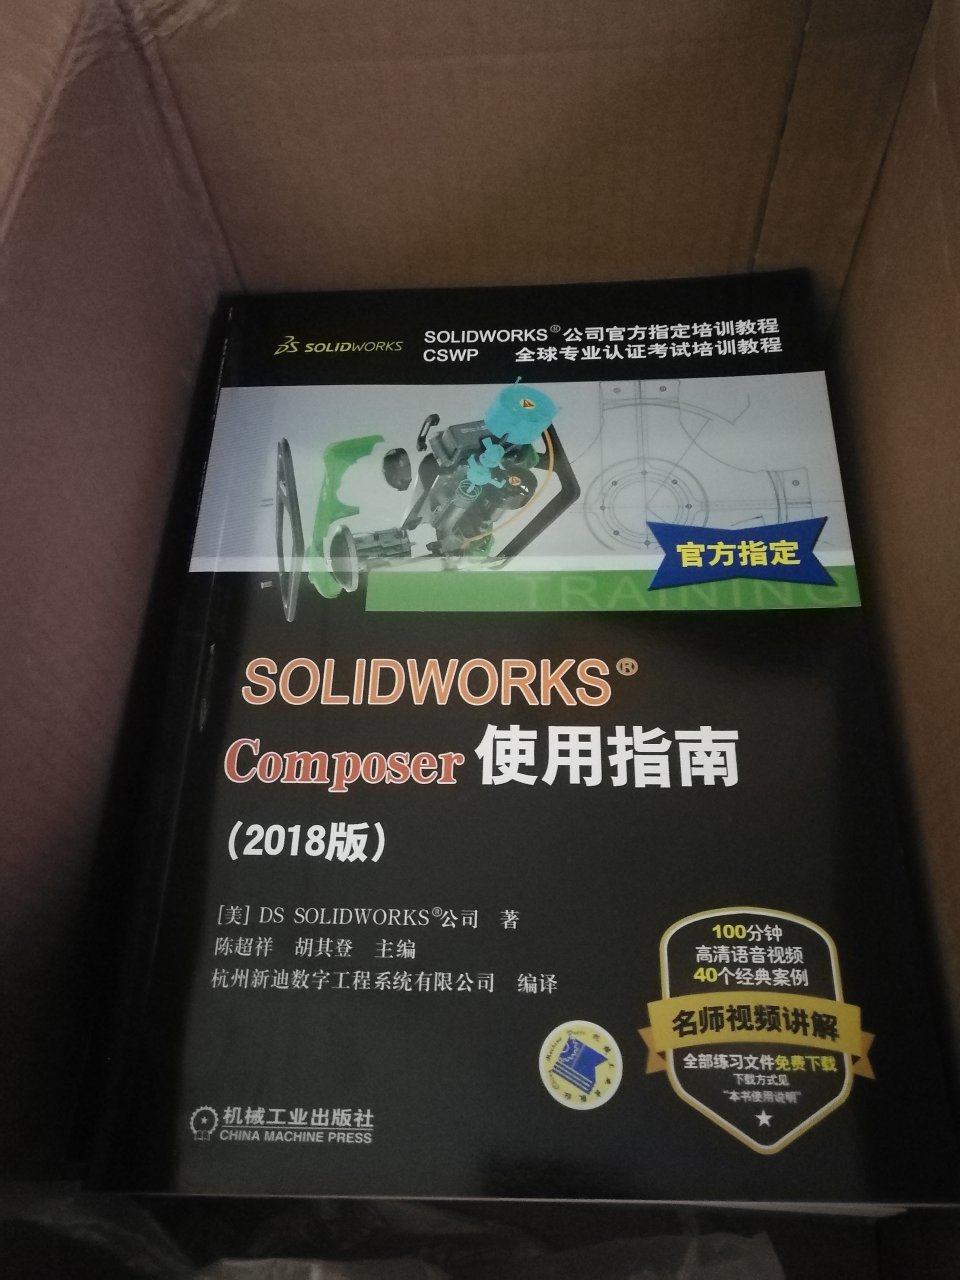 SOLIDWORKS
SOLIDWORKS®公司官方指定培训教程
CSWP 全球专业认证考试培训教程
官方指定
TRAINING
SOLIDWORKS®
Composer 使用指南
(2018版)
[美] DS SOLIDWORKS®公司 著
陈超祥 胡其登 主编
杭州新迪数字工程系统有限公司 编译
100分钟
高清语音视频
40个经典案例
名师视频讲解
全部练习文件免费下载
下载方式见
"本书使用说明"
机械工业出版社
CHINA MACHINE PRESS